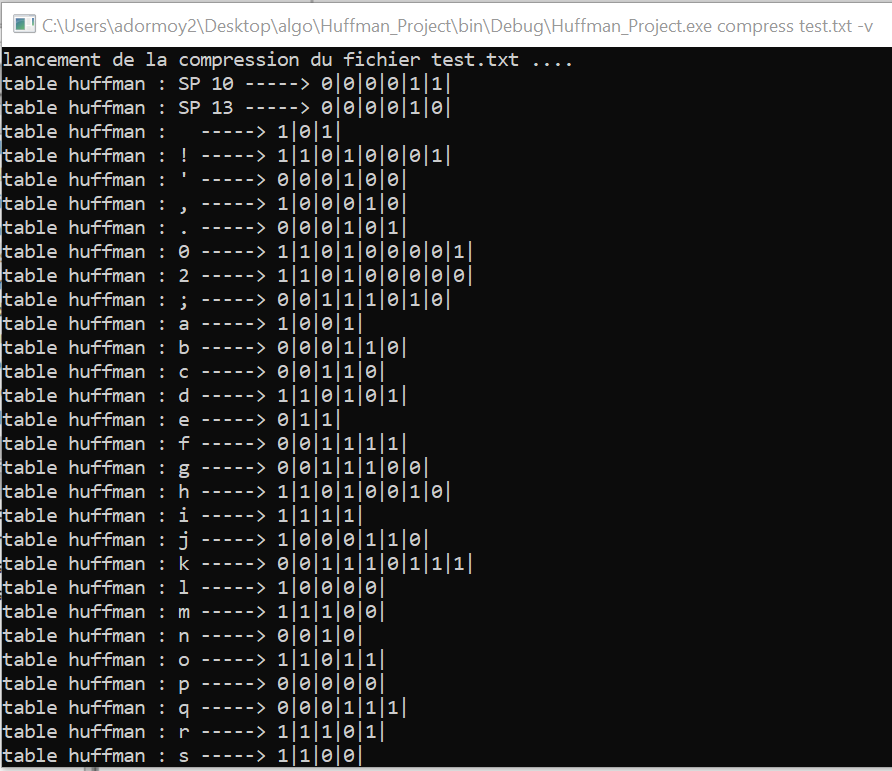 C:\Users\adormoy2\Desktop\algo\Huffman_Project\bin\Debug\Huffman_Project.exe compress test.txt -v
lancement de la compression du fichier test.txt ....
table huffman : SP 10 -----> 0|0|0|0|1|1|
table huffman : SP 13 -----> 0|0|0|0|1|0|
table huffman :   -----> 1|0|1|
table huffman : ! -----> 1|1|0|1|0|0|0|1|
table huffman : ' -----> 0|0|0|1|0|0|
table huffman : , -----> 1|0|0|0|1|0|
table huffman : . -----> 0|0|0|1|0|1|
table huffman : 0 -----> 1|1|0|1|0|0|0|0|1|
table huffman : 2 -----> 1|1|0|1|0|0|0|0|0|
table huffman : ; -----> 0|0|1|1|1|0|1|0|
table huffman : a -----> 1|0|0|1|
table huffman : b -----> 0|0|0|1|1|0|
table huffman : c -----> 0|0|1|1|0|
table huffman : d -----> 1|1|0|1|0|1|
table huffman : e -----> 0|1|1|
table huffman : f -----> 0|0|1|1|1|1|
table huffman : g -----> 0|0|1|1|1|0|0|
table huffman : h -----> 1|1|0|1|0|0|1|0|
table huffman : i -----> 1|1|1|1|
table huffman : j -----> 1|0|0|0|1|1|0|
table huffman : k -----> 0|0|1|1|1|0|1|1|1|
table huffman : l -----> 1|0|0|0|0|
table huffman : m -----> 1|1|1|0|0|
table huffman : n -----> 0|0|1|0|
table huffman : o -----> 1|1|0|1|1|
table huffman : p -----> 0|0|0|0|0|
table huffman : q -----> 0|0|0|1|1|1|
table huffman : r -----> 1|1|1|0|1|
table huffman : s -----> 1|1|0|0|